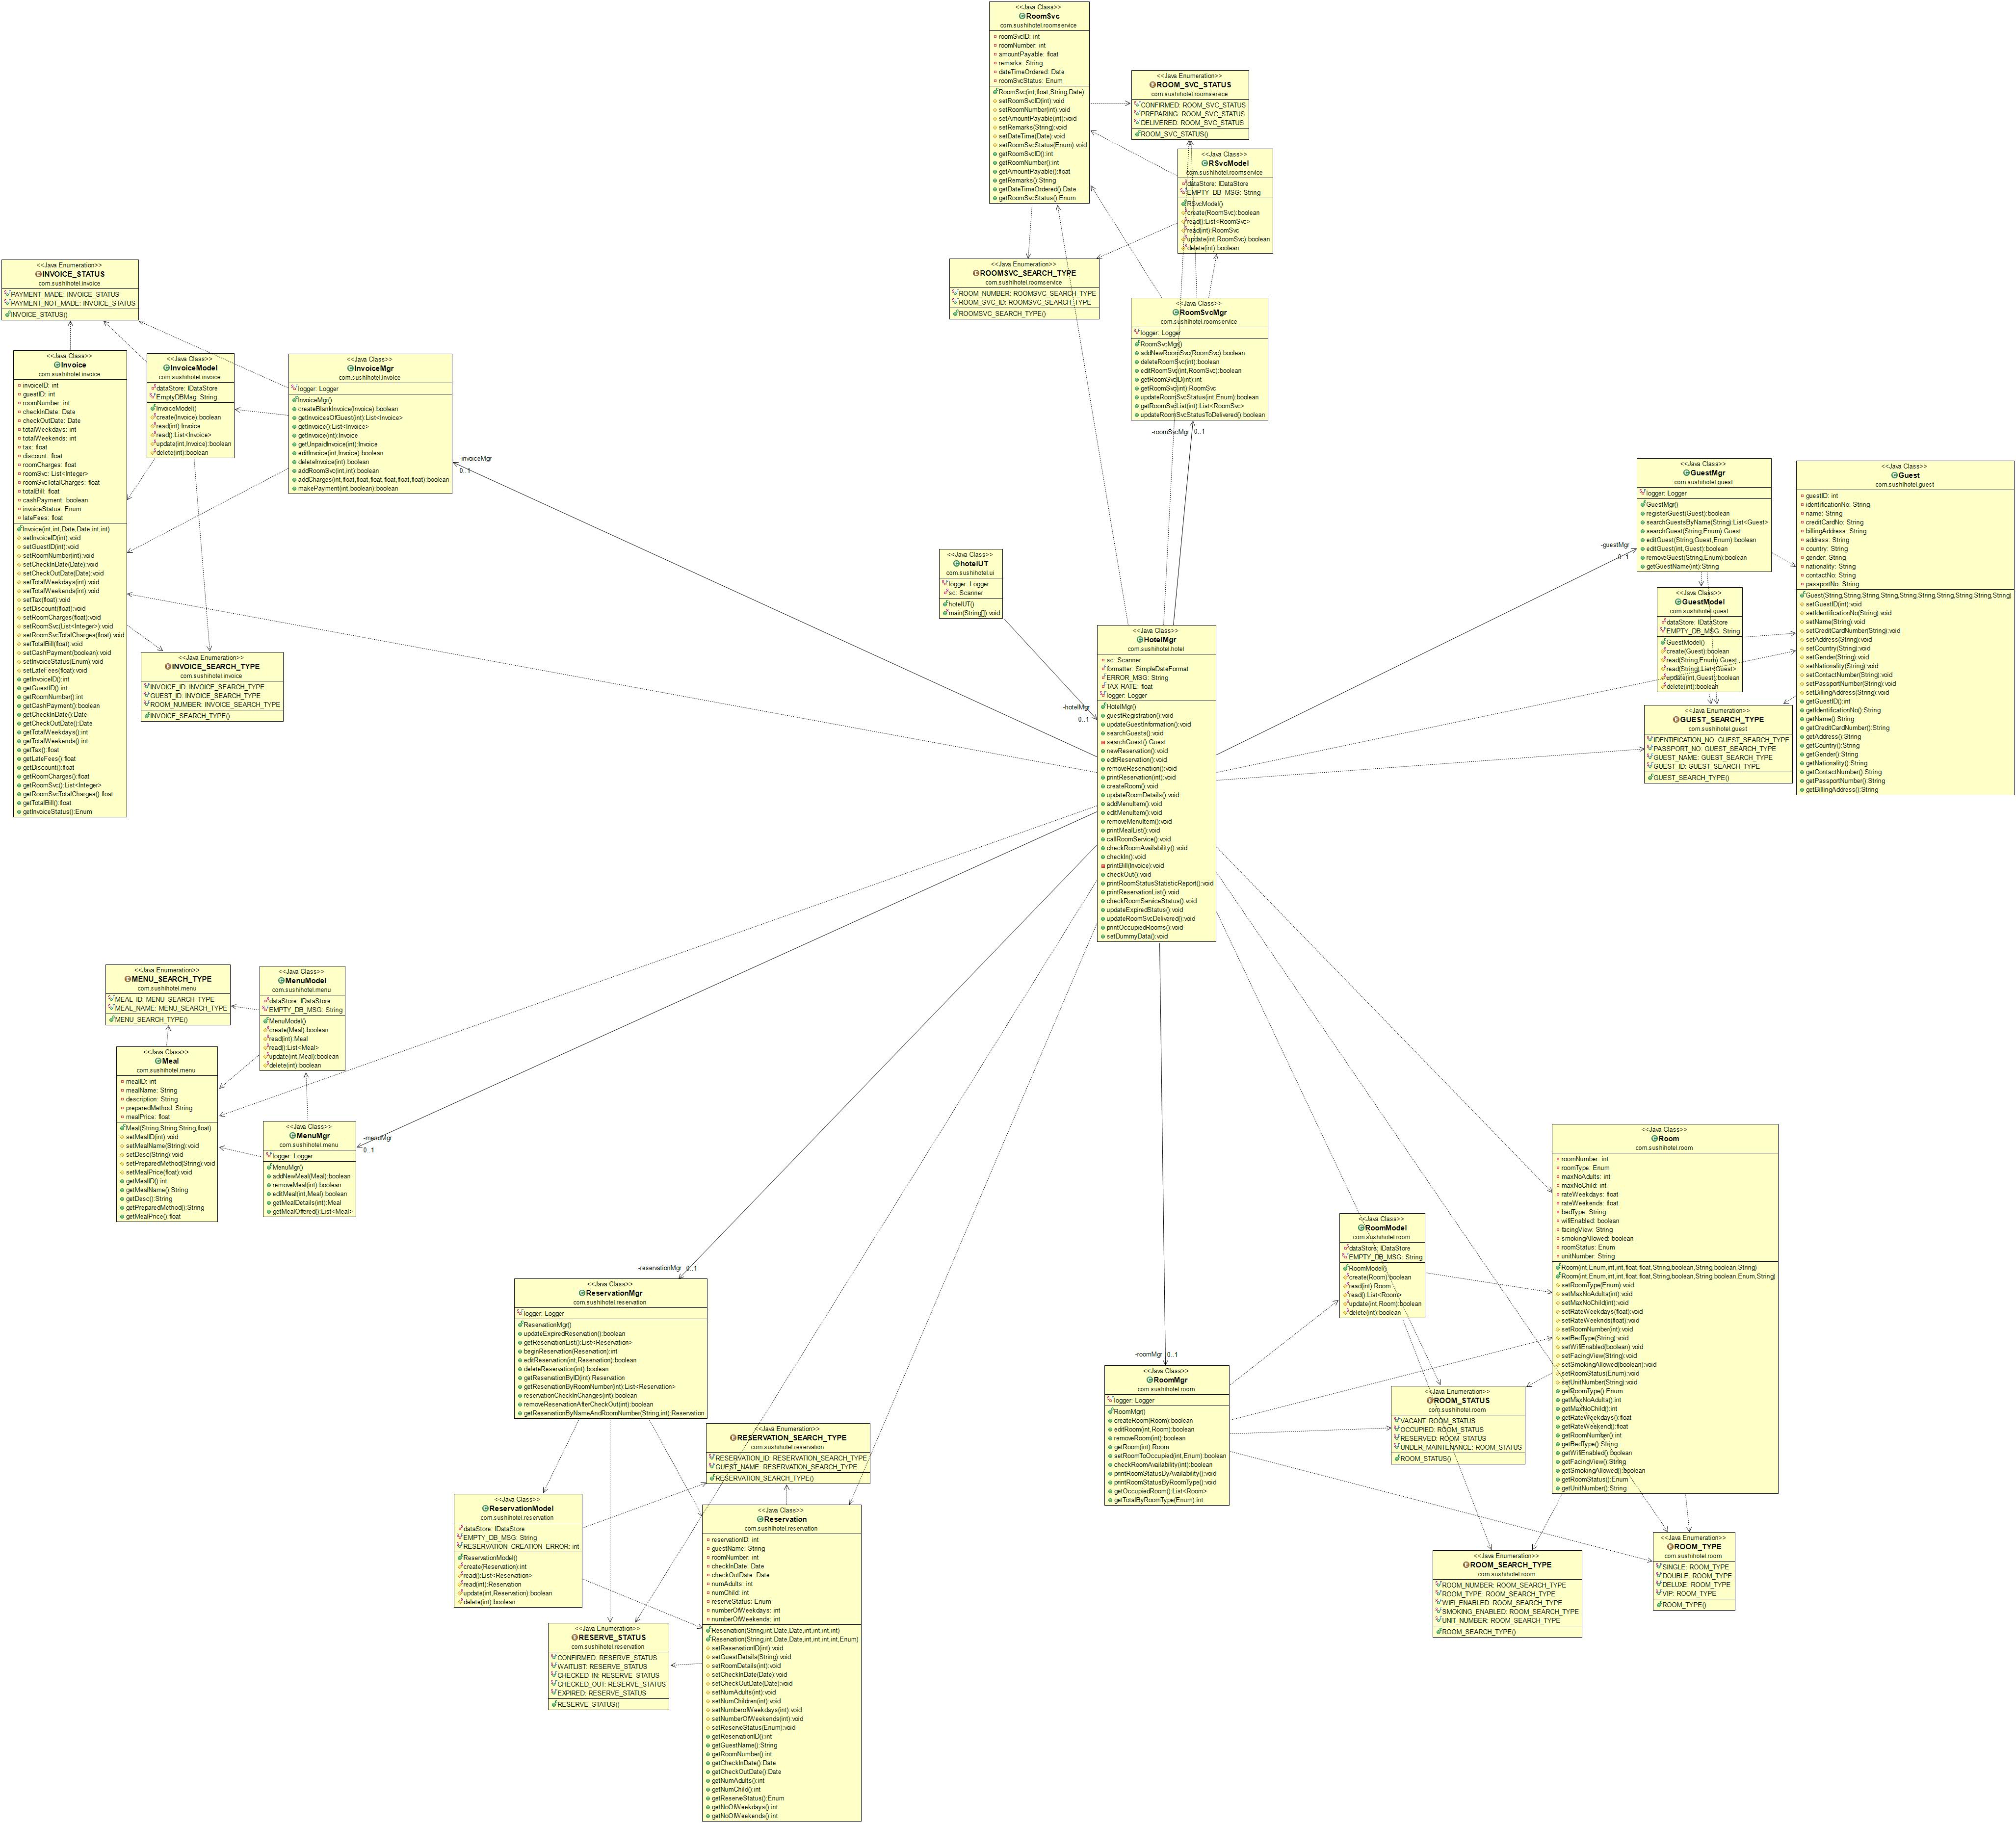 <<Java Class>>
RoomSvc
com.sushihotel.roomservice
roomSvcID: int
roomNumber: int
amountPayable: float
remarks: String
dateTimeOrdered: Date
roomSvcStatus: Enum
RoomSvc(int,float,String,Date)
setRoomSvcID(int):void
setRoomNumber(int):void
setAmountPayable(int):void
setRemarks(String):void
setDateTime(Date):void
setRoomSvcStatus(Enum):void
getRoomSvcID():int
getRoomNumber():int
getAmountPayable():float
getRemarks():String
getDateTimeOrdered():Date
getRoomSvcStatus():Enum
<<Java Enumeration>>
ROOM_SVC_STATUS
com.sushihotel.roomservice
CONFIRMED: ROOM_SVC_STATUS
PREPARING: ROOM_SVC_STATUS
DELIVERED: ROOM_SVC_STATUS
ROOM_SVC_STATUS()
<<Java Class>>
RSvcModel
com.sushihotel.roomservice
dataStore: IDataStore
EMPTY_DB_MSG: String
RSvcModel()
create(RoomSvc):boolean
read():List<RoomSvc>
read(int):RoomSvc
update(int,RoomSvc):boolean
delete(int):boolean
<<Java Enumeration>>
ROOMSVC_SEARCH_TYPE
com.sushihotel.roomservice
ROOM_NUMBER: ROOMSVC_SEARCH_TYPE
ROOM_SVC_ID: ROOMSVC_SEARCH_TYPE
ROOMSVC_SEARCH_TYPE()
<<Java Class>>
RoomSvcMgr
com.sushihotel.roomservice
logger: Logger
RoomSvcMgr()
addNewRoomSvc(RoomSvc):boolean
deleteRoomSvc(int):boolean
editRoomSvc(int,RoomSvc):boolean
getRoomSvcID(int):int
getRoomSvc(int):RoomSvc
updateRoomSvcStatus(int,Enum):boolean
getRoomSvcList(int):List<RoomSvc>
updateRoomSvcStatusToDelivered():boolean
-roomSvcMgr 0..1
<<Java Enumeration>>
INVOICE_STATUS
com.sushihotel.invoice
PAYMENT_MADE: INVOICE_STATUS
PAYMENT_NOT_MADE: INVOICE_STATUS
INVOICE_STATUS()
<<Java Class>>
Invoice
com.sushihotel.invoice
invoiceID: int
guestID: int
roomNumber: int
checkInDate: Date
checkOutDate: Date
totalWeekdays: int
totalWeekends: int
tax: float
discount: float
roomCharges: float
roomSvc: List<Integer>
roomSvcTotalCharges: float
totalBill: float
cashPayment: boolean
invoiceStatus: Enum
lateFees: float
Invoice(int,int,Date,Date,int,int)
setInvoiceID(int):void
setGuestID(int):void
setRoomNumber(int):void
setCheckInDate(Date):void
setCheckOutDate(Date):void
setTotalWeekdays(int):void
setTotalWeekends(int):void
setTax(float):void
setDiscount(float):void
setRoomCharges(float):void
setRoomSvc(List<Integer>):void
setRoomSvcTotalCharges(float):void
setTotalBill(float):void
setCashPayment(boolean):void
setInvoiceStatus(Enum):void
setLateFees(float):void
getInvoiceID():int
getGuestID():int
getRoomNumber():int
getCashPayment():boolean
getCheckInDate():Date
getCheckOutDate():Date
getTotalWeekdays():int
getTotalWeekends():int
getTax():float
getLateFees():float
getDiscount():float
getRoomCharges():float
getRoomSvc():List<Integer>
getRoomSvcTotalCharges():float
getTotalBill():float
getInvoiceStatus():Enum
<<Java Class>>
InvoiceModel
com.sushihotel.invoice
dataStore: IDataStore
EmptyDBMsg: String
InvoiceModel()
create(Invoice):boolean
read(int):Invoice
read():List<Invoice>
update(int,Invoice):boolean
delete(int):boolean
<<Java Class>>
InvoiceMgr
com.sushihotel.invoice
logger: Logger
InvoiceMgr()
createBlankInvoice(Invoice):boolean
getInvoicesOfGuest(int):List<Invoice>
getInvoice():List<Invoice>
getInvoice(int):Invoice
getUnpaidInvoice(int):Invoice
editInvoice(int,Invoice):boolean
deleteInvoice(int):boolean
addRoomSvc(int,int):boolean
addCharges(int,float,float,float,float,float,float):boolean
makePayment(int,boolean):boolean
-invoiceMgr
0..1
<<Java Enumeration>>
INVOICE_SEARCH_TYPE
com.sushihotel.invoice
INVOICE_ID: INVOICE_SEARCH_TYPE
GUEST_ID: INVOICE_SEARCH_TYPE
ROOM_NUMBER: INVOICE_SEARCH_TYPE
INVOICE_SEARCH_TYPE()
<<Java Class>>
hotelUT
com.sushihotel.ui
logger: Logger
sc: Scanner
hotelUT()
main(String[]):void
-hotelMgr
0..1
<<Java Class>>
HotelMgr
com.sushihotel.hotel
sc: Scanner
formatter: SimpleDateFormat
ERROR_MSG: String
TAX_RATE: float
logger: Logger
HotelMgr()
guestRegistration():void
updateGuestInformation():void
searchGuests():void
searchGuest():Guest
newReservation():void
editReservation():void
removeReservation():void
printReservation(int):void
createRoom():void
updateRoomDetails():void
addMenuItem():void
editMenuItem():void
removeMenuItem():void
printMealList():void
callRoomService():void
checkRoomAvailability():void
checkIn():void
printBill(Invoice):void
checkOut():void
printRoomStatusStatisticReport():void
printReservationList():void
checkRoomServiceStatus():void
updateExpiredStatus():void
updateRoomSvcDelivered():void
printOccupiedRooms():void
setDummyData():void
<<Java Class>>
GuestMgr
com.sushihotel.guest
logger: Logger
GuestMgr()
registerGuest(Guest):boolean
searchGuestsByName(String):List<Guest>
searchGuest(String,Enum):Guest
editGuest(String,Guest,Enum):boolean
editGuest(int,Guest):boolean
removeGuest(String,Enum):boolean
getGuestName(int):String
-guestMgr
0..1
<<Java Class>>
GuestModel
com.sushihotel.guest
dataStore: IDataStore
EMPTY_DB_MSG: String
GuestModel()
create(Guest):boolean
read(String,Enum):Guest
read(String):List<Guest>
update(int,Guest):boolean
delete(int):boolean
<<Java Enumeration>>
GUEST_SEARCH_TYPE
com.sushihotel.guest
IDENTIFICATION_NO: GUEST_SEARCH_TYPE
PASSPORT_NO: GUEST_SEARCH_TYPE
GUEST_NAME: GUEST_SEARCH_TYPE
GUEST_ID: GUEST_SEARCH_TYPE
GUEST_SEARCH_TYPE()
<<Java Class>>
Guest
com.sushihotel.guest
guestID: int
identificationNo: String
name: String
creditCardNo: String
billingAddress: String
address: String
country: String
gender: String
nationality: String
contactNo: String
passportNo: String
Guest(String,String,String,String,String,String,String,String,String,String)
setGuestID(int):void
setIdentificationNo(String):void
setName(String):void
setCreditCardNumber(String):void
setAddress(String):void
setCountry(String):void
setGender(String):void
setNationality(String):void
setContactNumber(String):void
setPassportNumber(String):void
setBillingAddress(String):void
getGuestID():int
getIdentificationNo():String
getName():String
getCreditCardNumber():String
getAddress():String
getCountry():String
getGender():String
getNationality():String
getContactNumber():String
getPassportNumber():String
getBillingAddress():String
<<Java Enumeration>>
MENU_SEARCH_TYPE
com.sushihotel.menu
MEAL_ID: MENU_SEARCH_TYPE
MEAL_NAME: MENU_SEARCH_TYPE
MENU_SEARCH_TYPE()
<<Java Class>>
MenuModel
com.sushihotel.menu
dataStore: IDataStore
EMPTY_DB_MSG: String
MenuModel()
create(Meal):boolean
read(int):Meal
read():List<Meal>
update(int,Meal):boolean
delete(int):boolean
<<Java Class>>
Meal
com.sushihotel.menu
mealID: int
mealName: String
description: String
preparedMethod: String
mealPrice: float
Meal(String,String,String,float)
setMealID(int):void
setMealName(String):void
setDesc(String):void
setPreparedMethod(String):void
setMealPrice(float):void
getMealID():int
getMealName():String
getDesc():String
getPreparedMethod():String
getMealPrice():float
<<Java Class>>
MenuMgr
com.sushihotel.menu
logger: Logger
MenuMgr()
addNewMeal(Meal):boolean
removeMeal(int):boolean
editMeal(int,Meal):boolean
getMealDetails(int):Meal
getMealOffered():List<Meal>
-menuMgr
0..1
-reservationMgr 0..1
<<Java Class>>
ReservationMgr
com.sushihotel.reservation
logger: Logger
ReservationMgr()
updateExpiredReservation():boolean
getReservationList():List<Reservation>
beginReservation(Reservation):int
editReservation(int,Reservation):boolean
deleteReservation(int):boolean
getReservationByID(int):Reservation
getReservationByRoomNumber(int):List<Reservation>
reservationCheckInChanges(int):boolean
removeReservationAfterCheckOut(int):boolean
getReservationByNameAndRoomNumber(String,int):Reservation
<<Java Enumeration>>
RESERVATION_SEARCH_TYPE
com.sushihotel.reservation
RESERVATION_ID: RESERVATION_SEARCH_TYPE
GUEST_NAME: RESERVATION_SEARCH_TYPE
RESERVATION_SEARCH_TYPE()
<<Java Class>>
ReservationModel
com.sushihotel.reservation
dataStore: IDataStore
EMPTY_DB_MSG: String
RESERVATION_CREATION_ERROR: int
ReservationModel()
create(Reservation):int
read():List<Reservation>
read(int):Reservation
update(int,Reservation):boolean
delete(int):boolean
<<Java Enumeration>>
RESERVE_STATUS
com.sushihotel.reservation
CONFIRMED: RESERVE_STATUS
WAITLIST: RESERVE_STATUS
CHECKED_IN: RESERVE_STATUS
CHECKED_OUT: RESERVE_STATUS
EXPIRED: RESERVE_STATUS
RESERVE_STATUS()
<<Java Class>>
Reservation
com.sushihotel.reservation
reservationID: int
guestName: String
roomNumber: int
checkInDate: Date
checkOutDate: Date
numAdults: int
numChild: int
reserveStatus: Enum
numberOfWeekdays: int
numberOfWeekends: int
Reservation(String,int,Date,Date,int,int,int,int)
Reservation(String,int,Date,Date,int,int,int,int,Enum)
setReservationID(int):void
setGuestDetails(String):void
setRoomDetails(int):void
setCheckInDate(Date):void
setCheckOutDate(Date):void
setNumAdults(int):void
setNumChildren(int):void
setNumberofWeekdays(int):void
setNumberOfWeekends(int):void
setReserveStatus(Enum):void
getReservationID():int
getGuestName():String
getRoomNumber():int
getCheckInDate():Date
getCheckOutDate():Date
getNumAdults():int
getNumChild():int
getReserveStatus():Enum
getNoOfWeekdays():int
getNoOfWeekends():int
-roomMgr 0..1
<<Java Class>>
RoomMgr
com.sushihotel.room
logger: Logger
RoomMgr()
createRoom(Room):boolean
editRoom(int,Room):boolean
removeRoom(int):boolean
getRoom(int):Room
setRoomToOccupied(int,Enum):boolean
checkRoomAvailability(int):boolean
printRoomStatusByAvailability():void
printRoomStatusByRoomType():void
getOccupiedRoom():List<Room>
getTotalByRoomType(Enum):int
<<Java Class>>
RoomModel
com.sushihotel.room
dataStore: IDataStore
EMPTY_DB_MSG: String
RoomModel()
create(Room):boolean
read(int):Room
read():List<Room>
update(int,Room):boolean
delete(int):boolean
<<Java Enumeration>>
ROOM_STATUS
com.sushihotel.room
VACANT: ROOM_STATUS
OCCUPIED: ROOM_STATUS
RESERVED: ROOM_STATUS
UNDER_MAINTENANCE: ROOM_STATUS
ROOM_STATUS()
<<Java Class>>
Room
com.sushihotel.room
roomNumber: int
roomType: Enum
maxNoAdults: int
maxNoChild: int
rateWeekdays: float
rateWeekends: float
bedType: String
wifiEnabled: boolean
facingView: String
smokingAllowed: boolean
roomStatus: Enum
unitNumber: String
Room(int,Enum,int,int,float,float,String,boolean,String,boolean,String)
Room(int,Enum,int,int,float,float,String,boolean,String,boolean,Enum,String)
setRoomType(Enum):void
setMaxNoAdults(int):void
setMaxNoChild(int):void
setRateWeekdays(float):void
setRateWeeknds(float):void
setRoomNumber(int):void
setBedType(String):void
setWifiEnabled(boolean):void
setFacingView(String):void
setSmokingAllowed(boolean):void
setRoomStatus(Enum):void
setUnitNumber(String):void
getRoomType():Enum
getMaxNoAdults():int
getMaxNoChild():int
getRateWeekdays():float
getRateWeekend():float
getRoomNumber():int
getBedType():String
getWifiEnabled():boolean
getFacingView():String
getSmokingAllowed():boolean
getRoomStatus():Enum
getUnitNumber():String
<<Java Enumeration>>
ROOM_SEARCH_TYPE
com.sushihotel.room
ROOM_NUMBER: ROOM_SEARCH_TYPE
ROOM_TYPE: ROOM_SEARCH_TYPE
WIFI_ENABLED: ROOM_SEARCH_TYPE
SMOKING_ENABLED: ROOM_SEARCH_TYPE
UNIT_NUMBER: ROOM_SEARCH_TYPE
ROOM_SEARCH_TYPE()
<<Java Enumeration>>
ROOM_TYPE
com.sushihotel.room
SINGLE: ROOM_TYPE
DOUBLE: ROOM_TYPE
DELUXE: ROOM_TYPE
VIP: ROOM_TYPE
ROOM_TYPE()